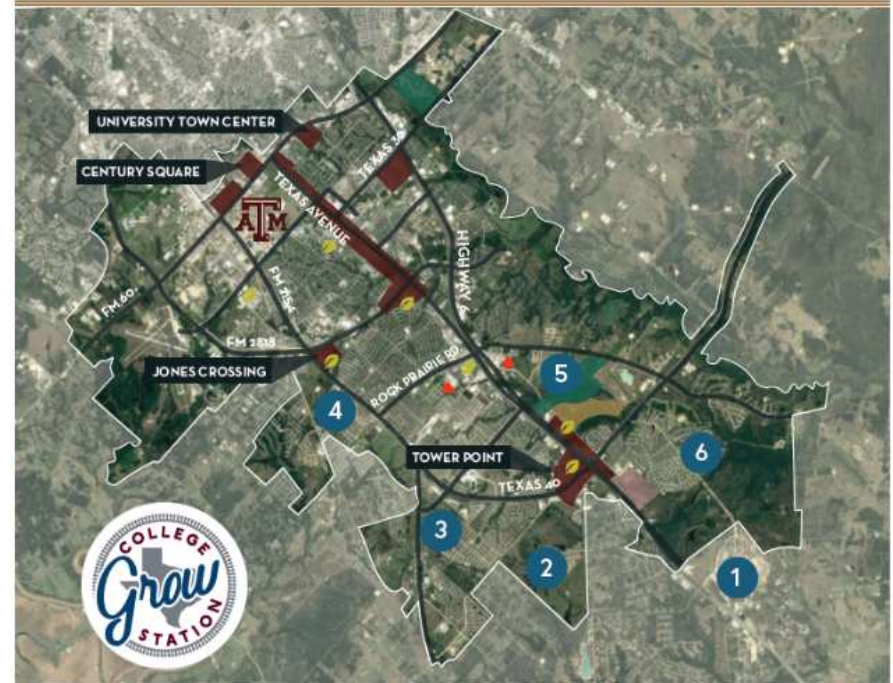 UNIVERSITY TOWN CENTER
CENTURY SQUARE
TEXAS 30
TEXAS AVENUE
ATM
HIGHWAY 6
FM 60
FM 2154
FM 2818
JONES CROSSING
ROCK PRAIRIE RD
5
4
TOWER POINT
6
TEXAS 40
3
2
1
COLLEGE
Grow
STATION